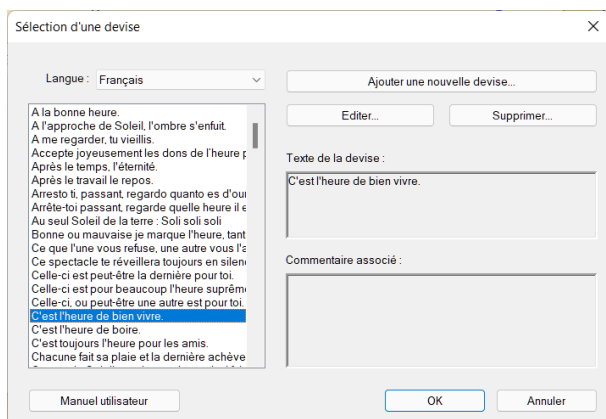 Sélection d'une devise
Langue : Français
A la bonne heure.
A l'approche de Soleil, l'ombre s'enfuit.
A me regarder, tu vieillis.
Accepte joyeusement les dons de l'heure p
Après le temps, l'éternité.
Après le travail le repos.
Arresto ti, passant, regardo quanto es d'our
Arrête-toi passant, regarde quelle heure il e
Au seul Soleil de la terre : Soli soli soli
Bonne ou mauvaise je marque l'heure, tant
Ce que l'une vous refuse, une autre vous l'a
Ce spectacle te réveillera toujours en silen
Celle-ci est peut-être la dernière pour toi.
Celle-ci est pour beaucoup l'heure suprême
Celle-ci, ou peut-être une autre est pour toi.
C'est l'heure de bien vivre.
C'est l'heure de boire.
C'est toujours l'heure pour les amis.
Chacune fait sa plaie et la dernière achève
Ajouter une nouvelle devise...
Editer...
Supprimer...
Texte de la devise :
C'est l'heure de bien vivre.
Commentaire associé :
Manuel utilisateur
OK
Annuler